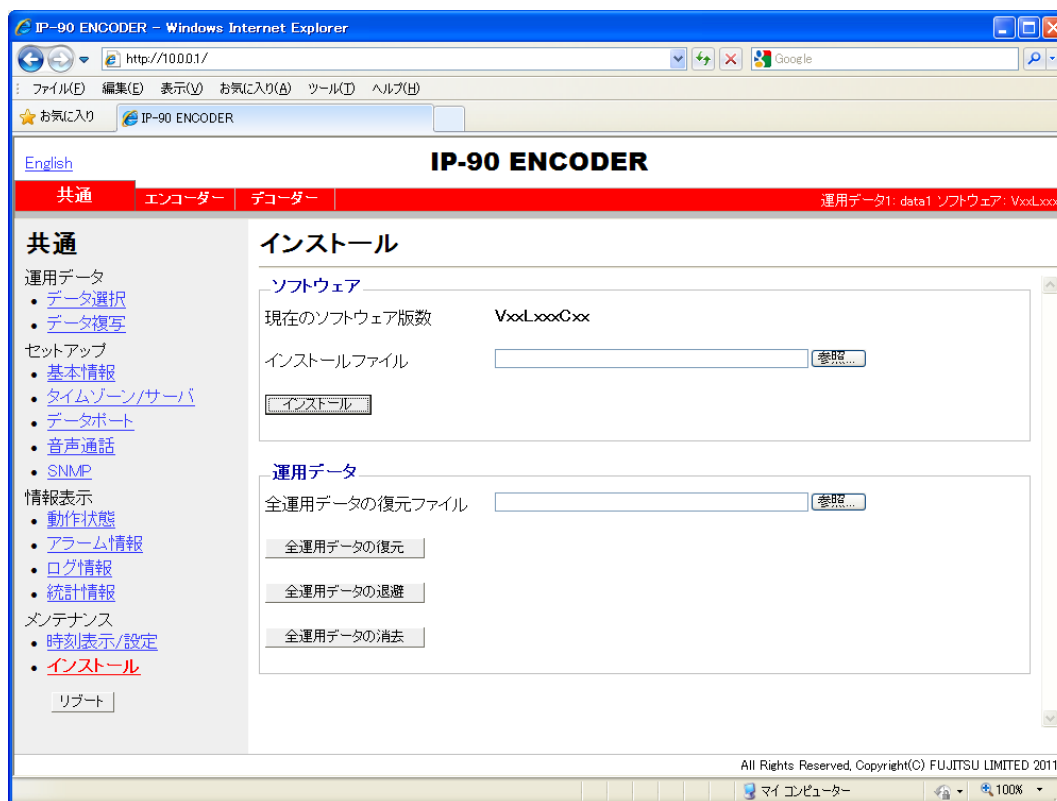 IP-90 ENCODER - Windows Internet Explorer
http://10.0.0.1/
Google
ファイル(F) 編集(E) 表示(V) お気に入り(A) ツール(T) ヘルプ(H)
お気に入り IP-90 ENCODER
English
IP-90 ENCODER
共通 エンコーダー デコーダー 運用データ1: data1 ソフトウェア: VxxLxxx
共通
運用データ
データ選択
データ複写
セットアップ
基本情報
タイムゾーン/サーバ
データポート
音声通話
SNMP
情報表示
動作状態
アラーム情報
ログ情報
統計情報
メンテナンス
時刻表示/設定
インストール
リブート
インストール
ソフトウェア
現在のソフトウェア版数 VxxLxxxCxx
インストールファイル 参照...
インストール
運用データ
全運用データの復元ファイル 参照...
全運用データの復元
全運用データの退避
全運用データの消去
All Rights Reserved, Copyright(C) FUJITSU LIMITED 2011
マイ コンピューター 100%